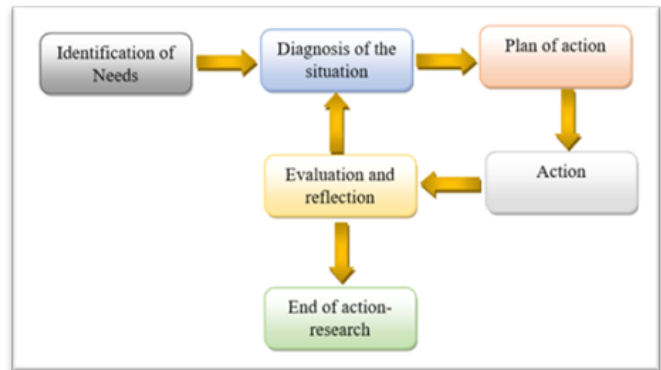 Identification of
Needs
Diagnosis of the
situation
Plan of action
Action
Evaluation and
reflection
End of action-
research